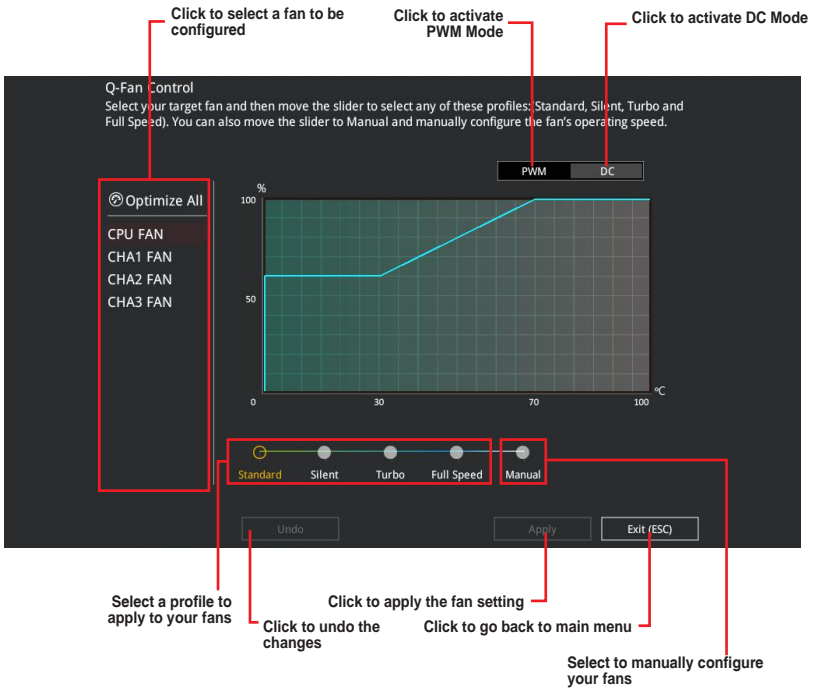 Click to select a fan to be
configured
Click to activate
PWM Mode
Click to activate DC Mode
Q-Fan Control
Select your target fan and then move the slider to select any of these profiles:(Standard, Silent, Turbo and
Full Speed). You can also move the slider to Manual and manually configure the fan's operating speed.
PWM
DC
Optimize All
CPU FAN
CHA1 FAN
CHA2 FAN
CHA3 FAN
%
100
50
0
30
70
100
ºC
Standard
Silent
Turbo
Full Speed
Manual
Undo
Apply
Exit (ESC)
Select a profile to
apply to your fans
Click to undo the
changes
Click to apply the fan setting
Click to go back to main menu
Select to manually configure
your fans